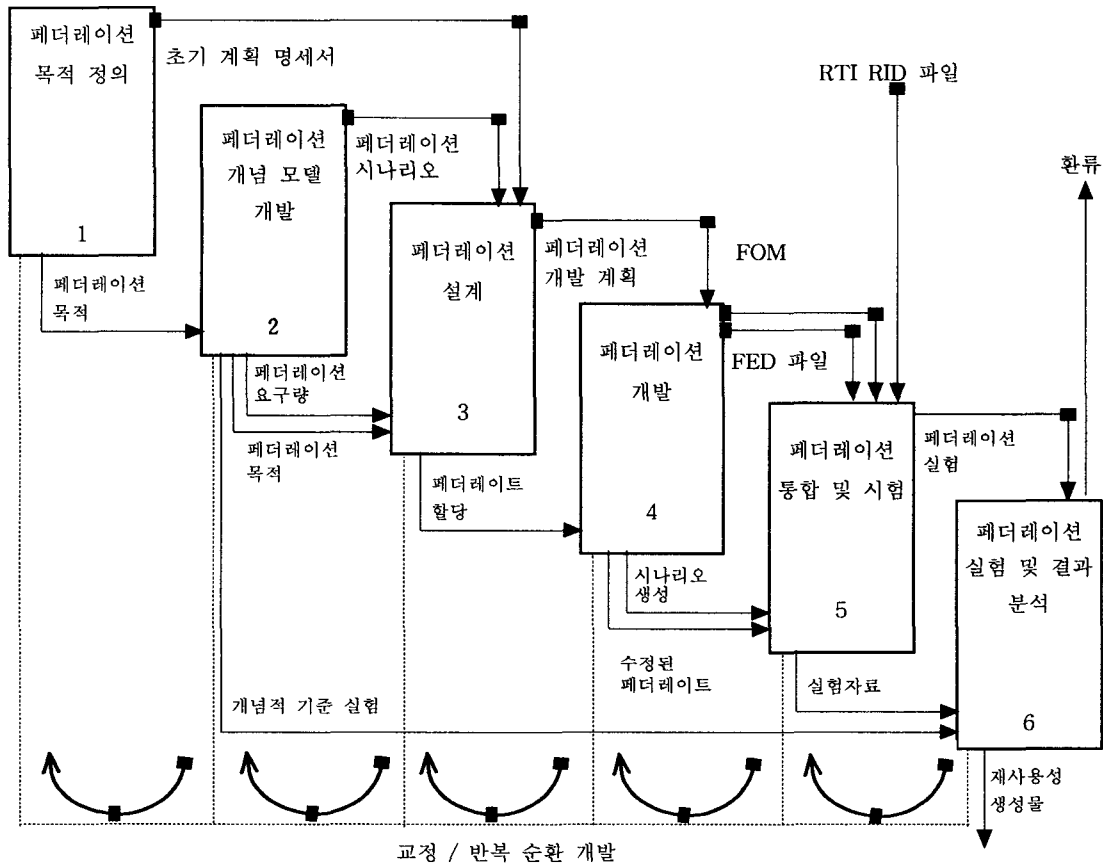 페더레이션
목적 정의
1
초기 계획 명세서
RTI RID 파일
페더레이션
개념 모델
개발
2
페더레이션
시나리오
환류
페더레이션
목적
페더레이션
설계
3
페더레이션
개발 계획
FOM
페더레이션
요구량
페더레이션
목적
페더레이션
개발
4
FED 파일
페더레이트
할당
페더레이션
통합 및 시험
5
페더레이션
실험
시나리오
생성
수정된
페더레이트
페더레이션
실험 및 결과
분석
6
실험자료
개념적 기준 실험
재사용성
생성물
교정 / 반복 순환 개발